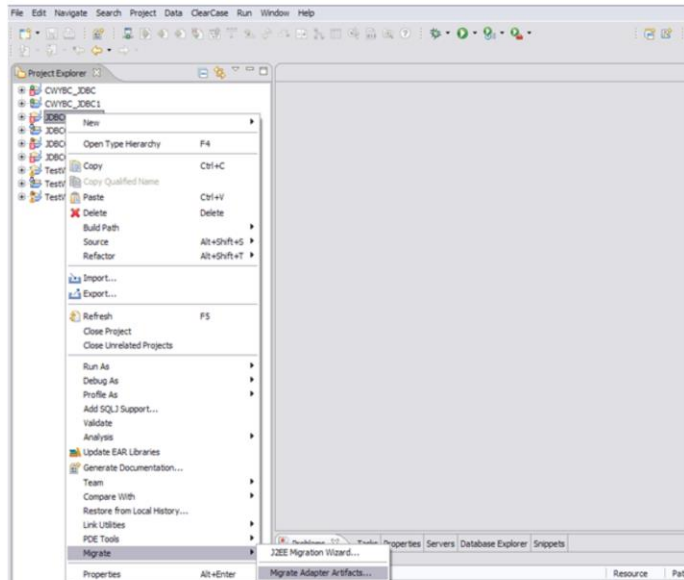 File Edit Navigate Search Project Data ClearCase Run Window Help
Project Explorer
CWYBC_JDBC
CWYBC_JDBC1
New
Open Type Hierarchy F4
Copy Ctrl+C
Copy Qualified Name
Paste Ctrl+V
Delete Delete
Build Path
Source Alt+Shift+S
Refactor Alt+Shift+T
Import...
Export...
Refresh F5
Close Project
Close Unrelated Projects
Run As
Debug As
Profile As
Add SQLJ Support...
Validate
Analysis
Update EAR Libraries
Generate Documentation...
Team
Compare With
Restore from Local History...
Link Utilities
PDE Tools
Migrate
Properties Alt+Enter
J2EE Migration Wizard...
Migrate Adapter Artifacts...
Problems Tasks Properties Servers Database Explorer Snippets
Resource